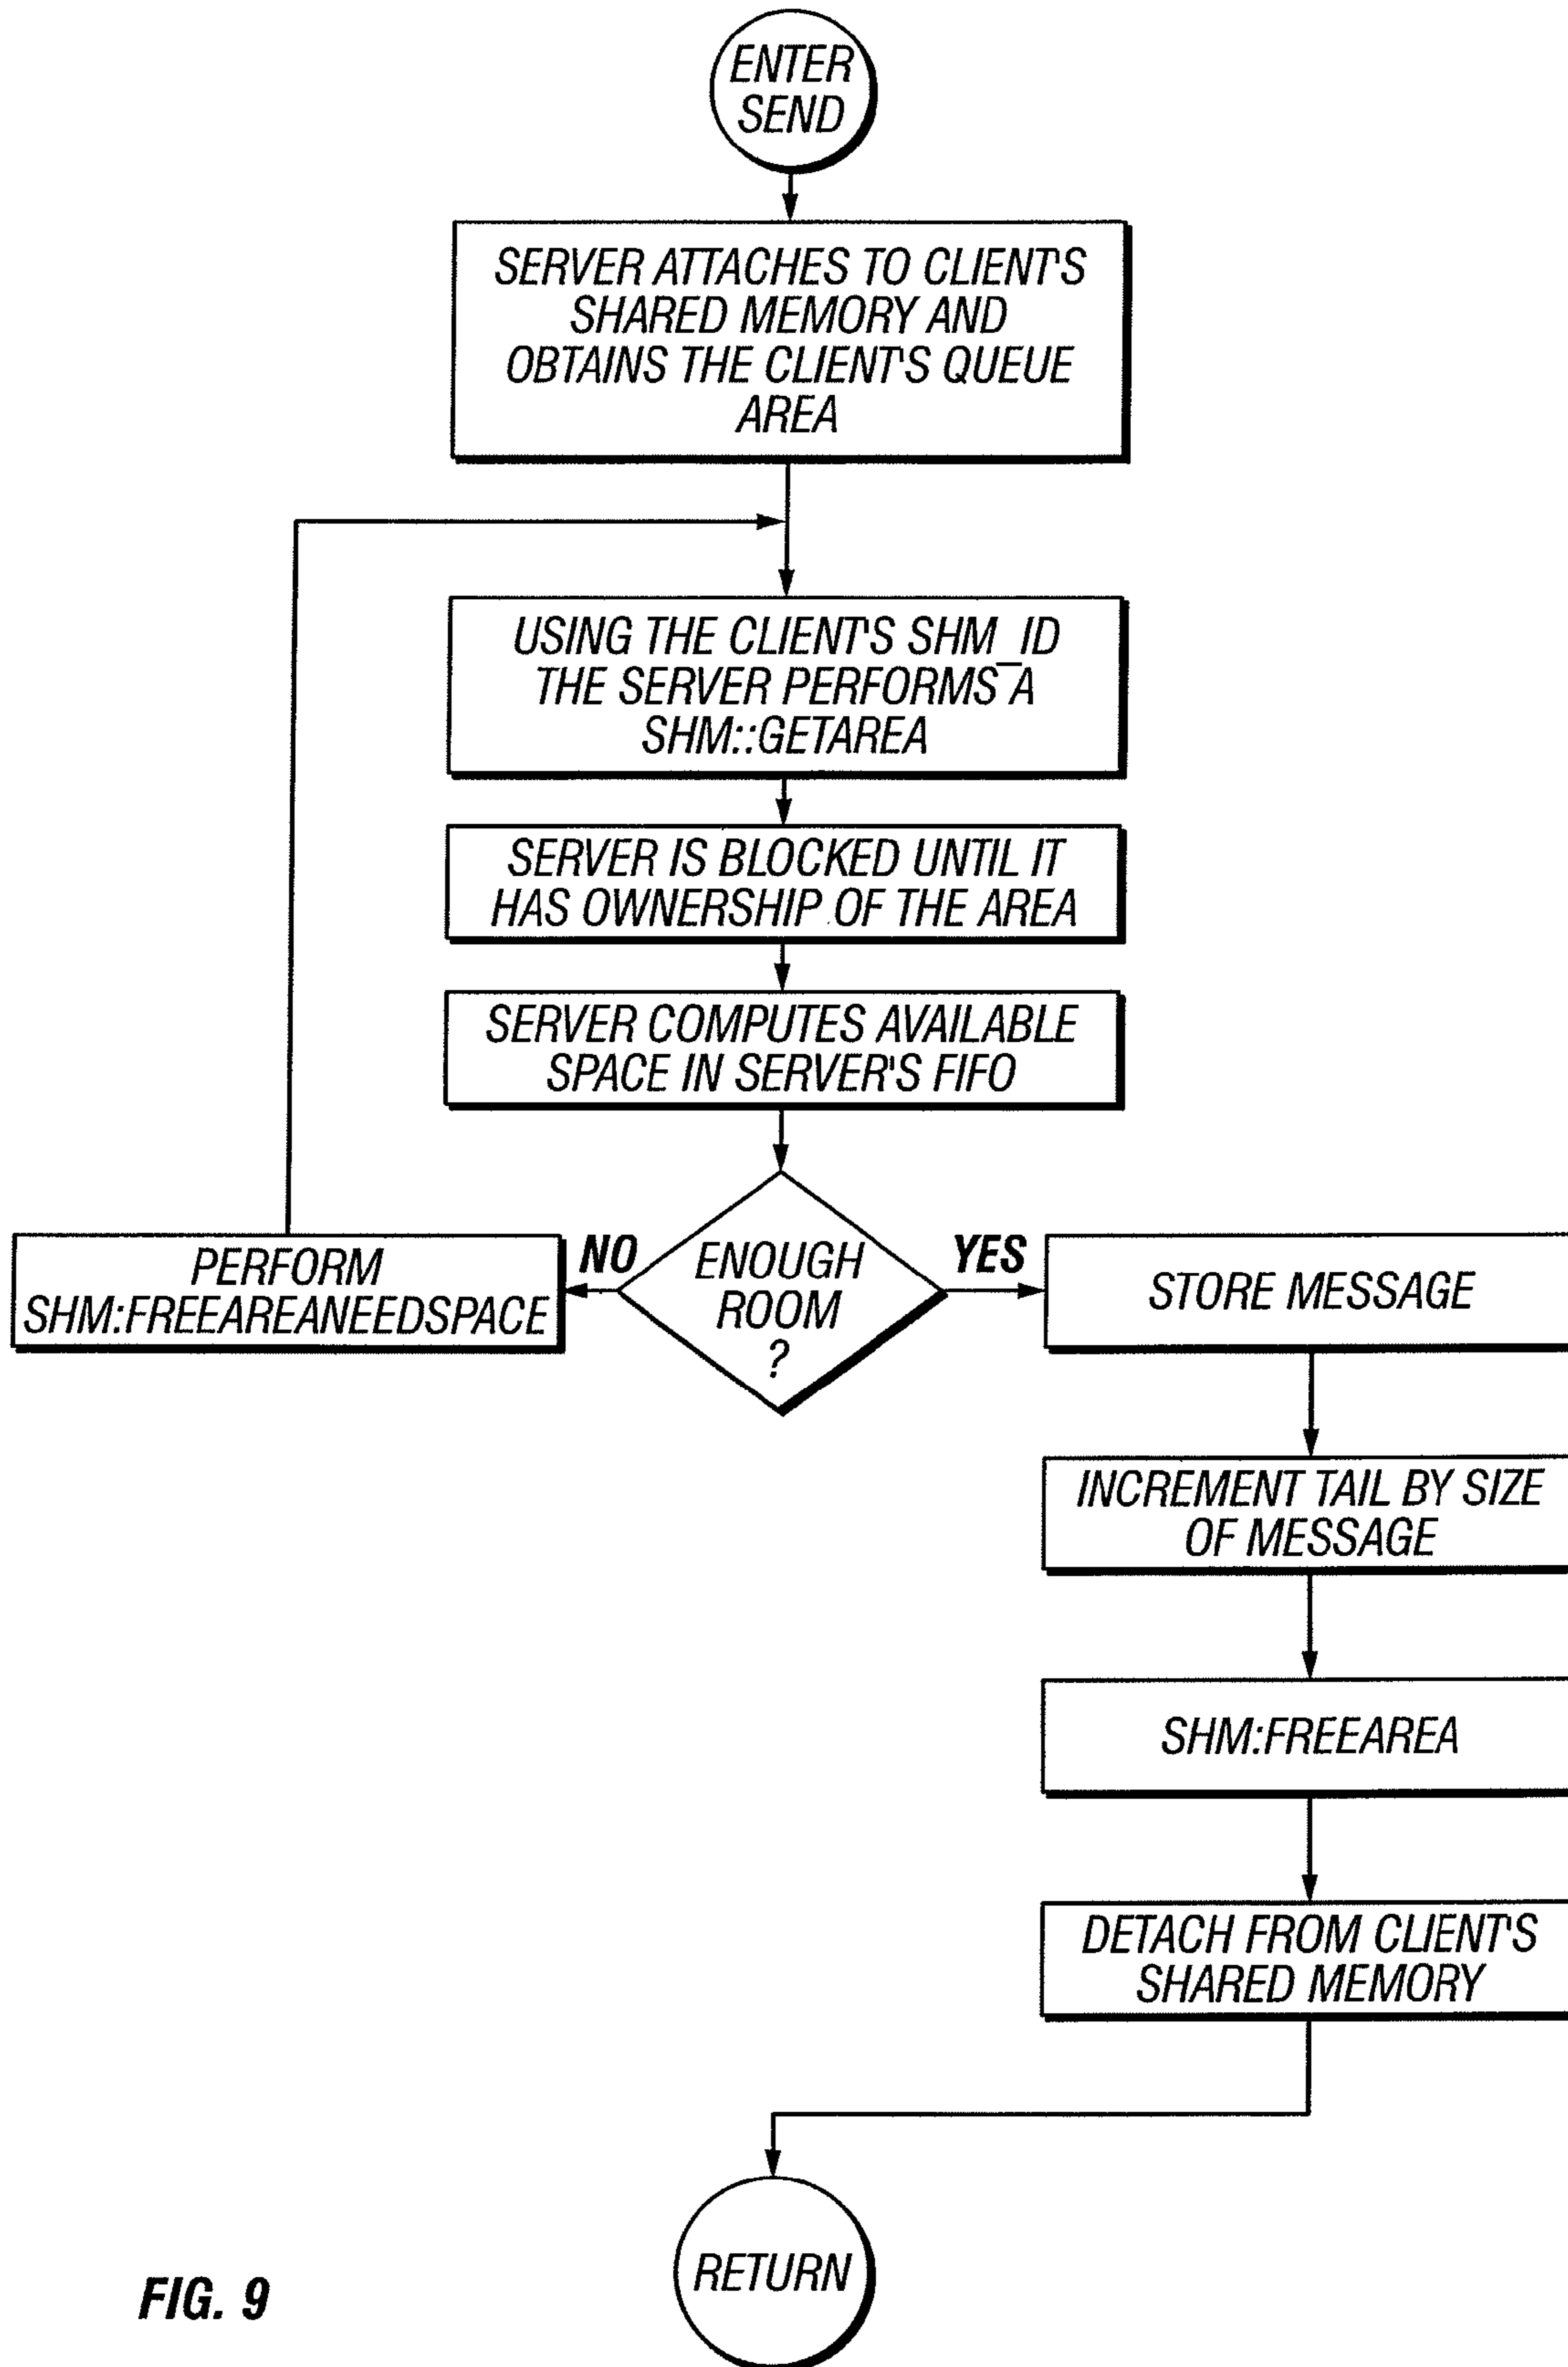 ENTER
SEND
SERVER ATTACHES TO CLIENT'S
SHARED MEMORY AND
OBTAINS THE CLIENT'S QUEUE
AREA
USING THE CLIENT'S SHM_ID
THE SERVER PERFORMS A
SHM::GETAREA
SERVER IS BLOCKED UNTIL IT
HAS OWNERSHIP OF THE AREA
SERVER COMPUTES AVAILABLE
SPACE IN SERVER'S FIFO
ENOUGH
ROOM
?
NO
PERFORM
SHM:FREEAREANEEDSPACE
YES
STORE MESSAGE
INCREMENT TAIL BY SIZE
OF MESSAGE
SHM:FREEAREA
DETACH FROM CLIENT'S
SHARED MEMORY
RETURN
FIG. 9